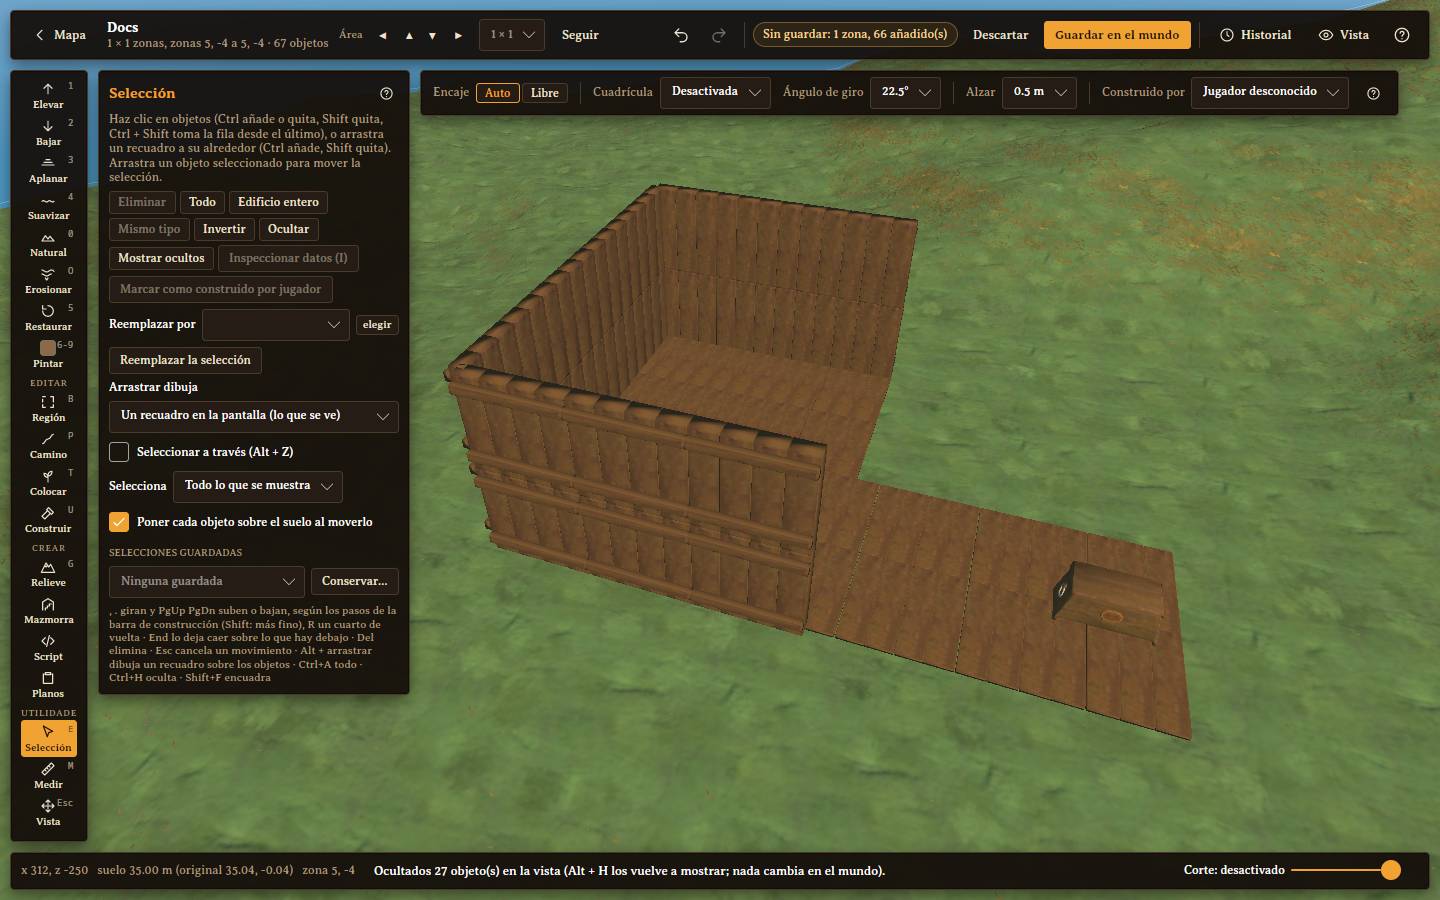 Mapa
Docs
1 × 1 zonas, zonas 5, -4 a 5, -4 · 67 objetos
Área
1 × 1
Seguir
Sin guardar: 1 zona, 66 añadido(s)
Descartar
Guardar en el mundo
Historial
Vista
1
Elevar
2
Bajar
3
Aplanar
4
Suavizar
0
Natural
O
Erosionar
5
Restaurar
6-9
Pintar
EDITAR
B
Región
P
Camino
T
Colocar
U
Construir
CREAR
G
Relieve
Mazmorra
Script
Planos
UTILIDADE
E
Selección
M
Medir
Esc
Vista
Selección
Haz clic en objetos (Ctrl añade o quita, Shift quita,
Ctrl + Shift toma la fila desde el último), o arrastra
un recuadro a su alrededor (Ctrl añade, Shift quita).
Arrastra un objeto seleccionado para mover la
selección.
Eliminar Todo Edificio entero
Mismo tipo Invertir Ocultar
Mostrar ocultos Inspeccionar datos (I)
Marcar como construido por jugador
Reemplazar por elegir
Reemplazar la selección
Arrastrar dibuja
Un recuadro en la pantalla (lo que se ve)
Seleccionar a través (Alt + Z)
Selecciona Todo lo que se muestra
Poner cada objeto sobre el suelo al moverlo
SELECCIONES GUARDADAS
Ninguna guardada Conservar...
, . giran y PgUp PgDn suben o bajan, según los pasos de la
barra de construcción (Shift: más fino), R un cuarto de
vuelta · End lo deja caer sobre lo que hay debajo · Del
elimina · Esc cancela un movimiento · Alt + arrastrar
dibuja un recuadro sobre los objetos · Ctrl+A todo ·
Ctrl+H oculta · Shift+F encuadra
Encaje Auto Libre Cuadrícula Desactivada Ángulo de giro 22.5° Alzar 0.5 m Construido por Jugador desconocido
x 312, z -250 suelo 35.00 m (original 35.04, -0.04) zona 5, -4 Ocultados 27 objeto(s) en la vista (Alt + H los vuelve a mostrar; nada cambia en el mundo).
Corte: desactivado